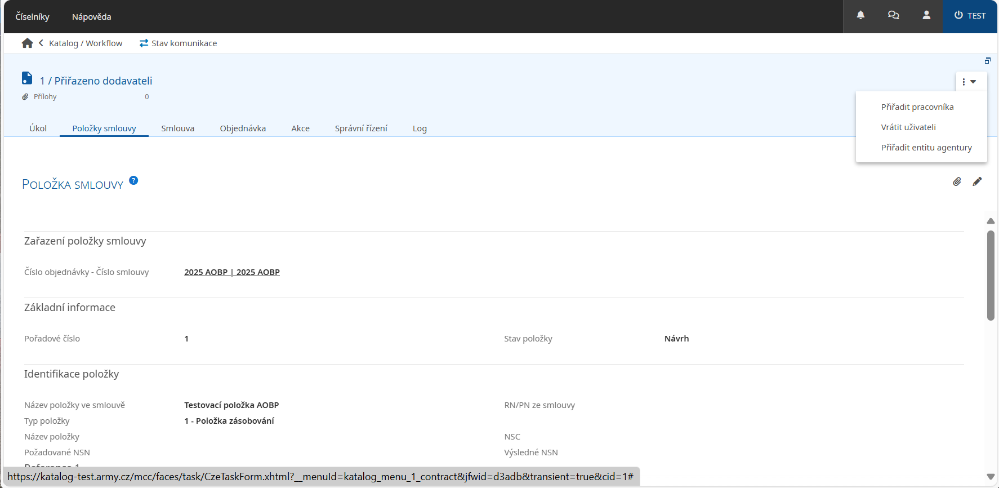 Číselníky Nápověda TEST
Katalog / Workflow Stav komunikace
1 / Přiřazeno dodavateli
Přílohy 0
Přiřadit pracovníka
Vrátit uživateli
Přiřadit entitu agentury
Úkol Položky smlouvy Smlouva Objednávka Akce Správní řízení Log
Položka smlouvy ?
Zařazení položky smlouvy
Číslo objednávky - Číslo smlouvy 2025 AOBP | 2025 AOBP
Základní informace
Pořadové číslo 1 Stav položky Návrh
Identifikace položky
Název položky ve smlouvě Testovací položka AOBP RN/PN ze smlouvy
Typ položky 1 - Položka zásobování
Název položky NSC
Požadované NSN Výsledné NSN
Reference 1
https://katalog-test.army.cz/mcc/faces/task/CzeTaskForm.xhtml?__menuId=katalog_menu_1_contract&jfwid=d3adb&transient=true&cid=1#